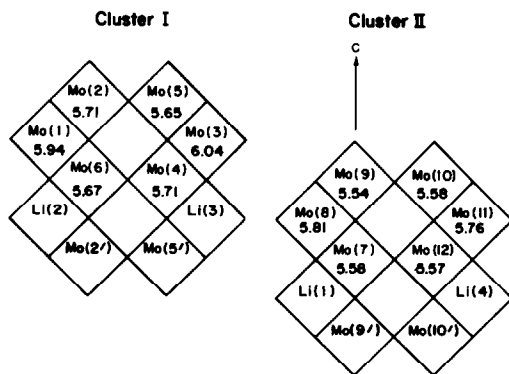 Cluster I
Mo(2)
5.71
Mo(5)
5.65
Mo(1)
5.94
Mo(3)
6.04
Mo(6)
5.67
Mo(4)
5.71
Li(2)
Li(3)
Mo(2′)
Mo(5′)
Cluster II
c
Mo(9)
5.54
Mo(10)
5.58
Mo(8)
5.81
Mo(11)
5.76
Mo(7)
5.58
Mo(12)
5.57
Li(1)
Li(4)
Mo(9′)
Mo(10′)